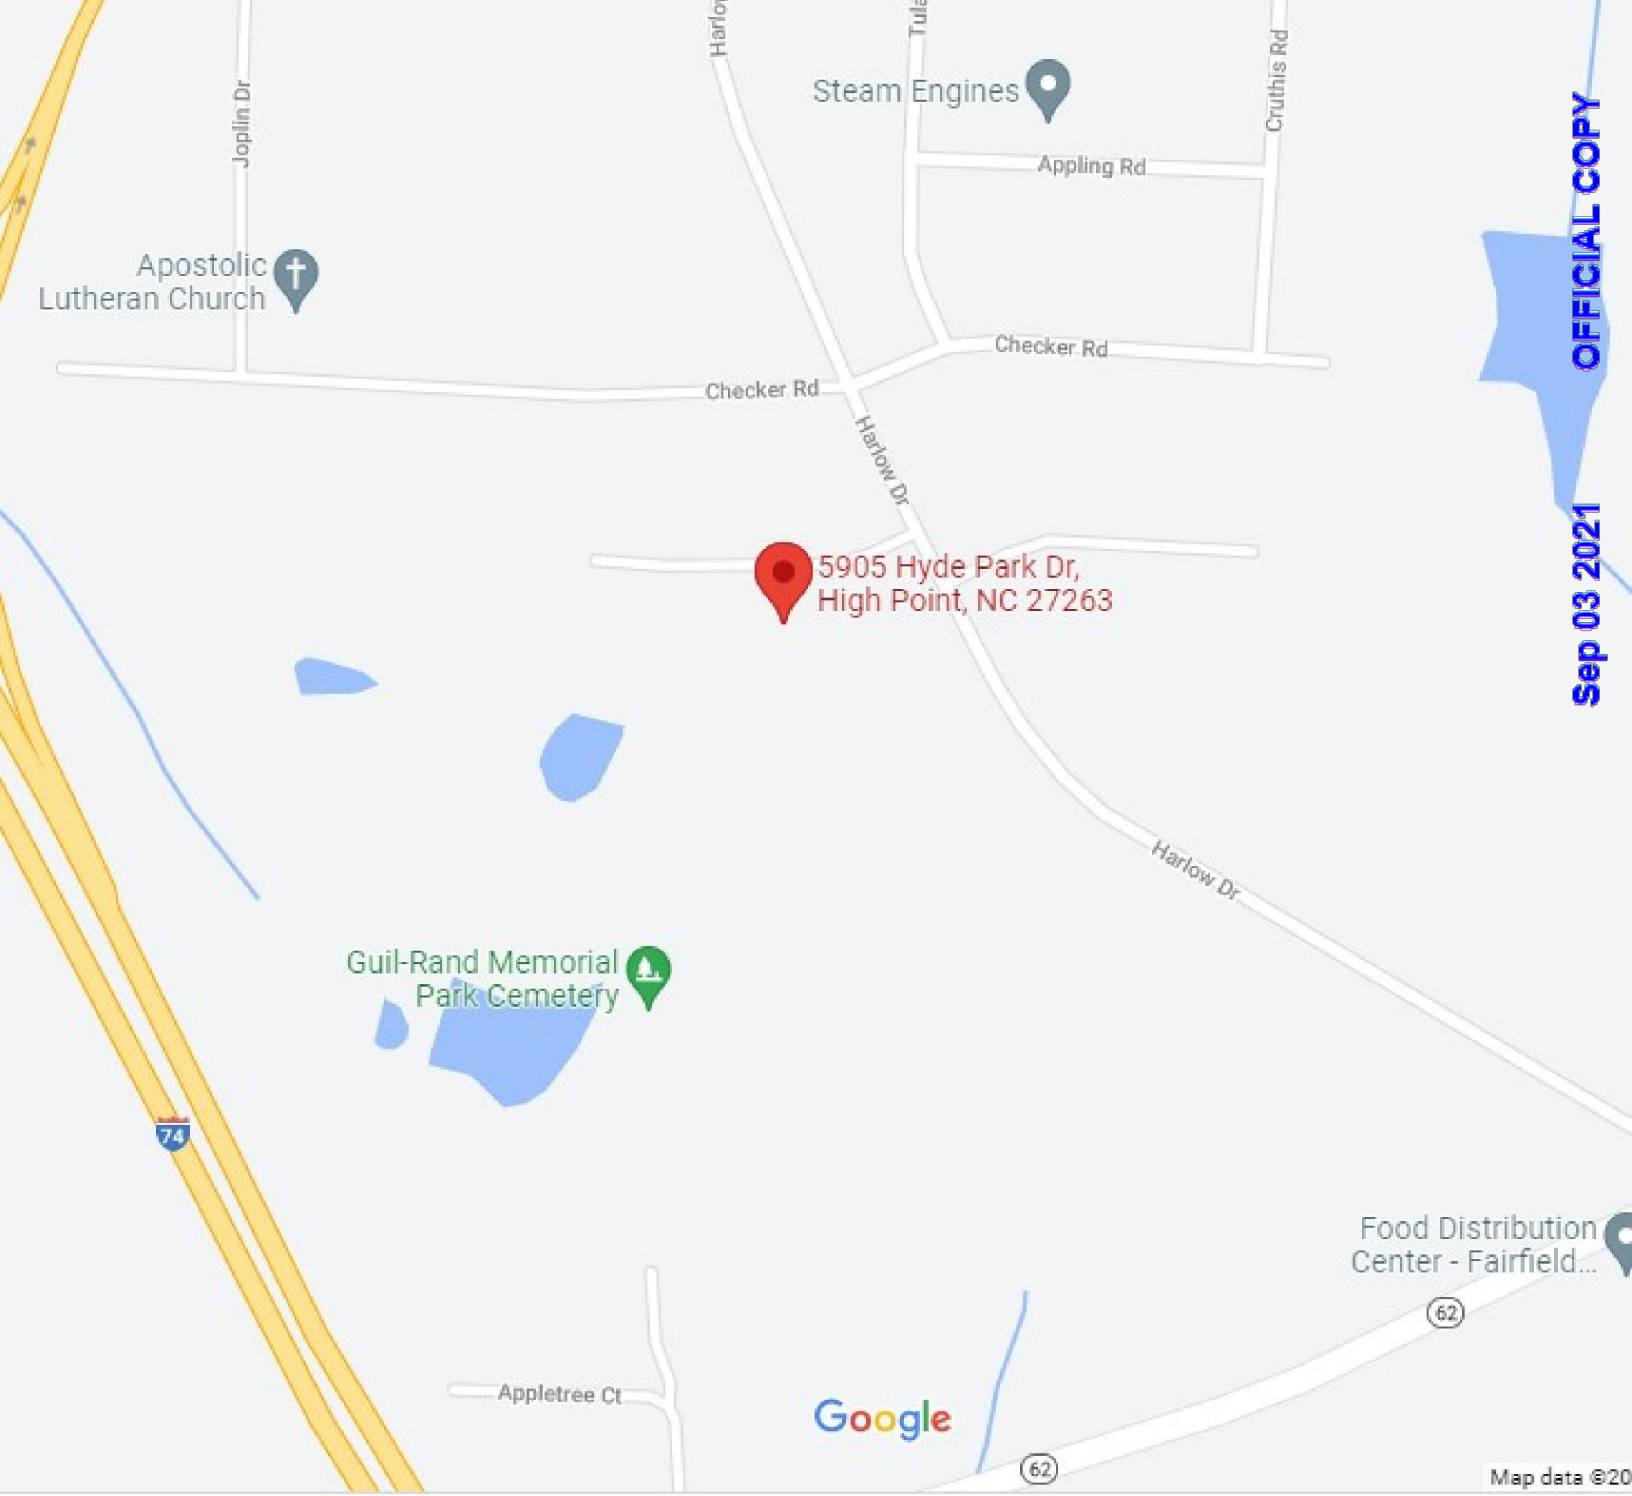 Harlo
Tula
Cruthis Rd
Joplin Dr
Steam Engines
Appling Rd
OFFICIAL COPY
Apostolic
Lutheran Church
Checker Rd
Checker Rd
Harlow Dr
5905 Hyde Park Dr,
High Point, NC 27263
Sep 03 2021
Harlow Dr
Guil-Rand Memorial
Park Cemetery
74
Food Distribution
Center - Fairfield...
62
Appletree Ct
Google
62
Map data ©20